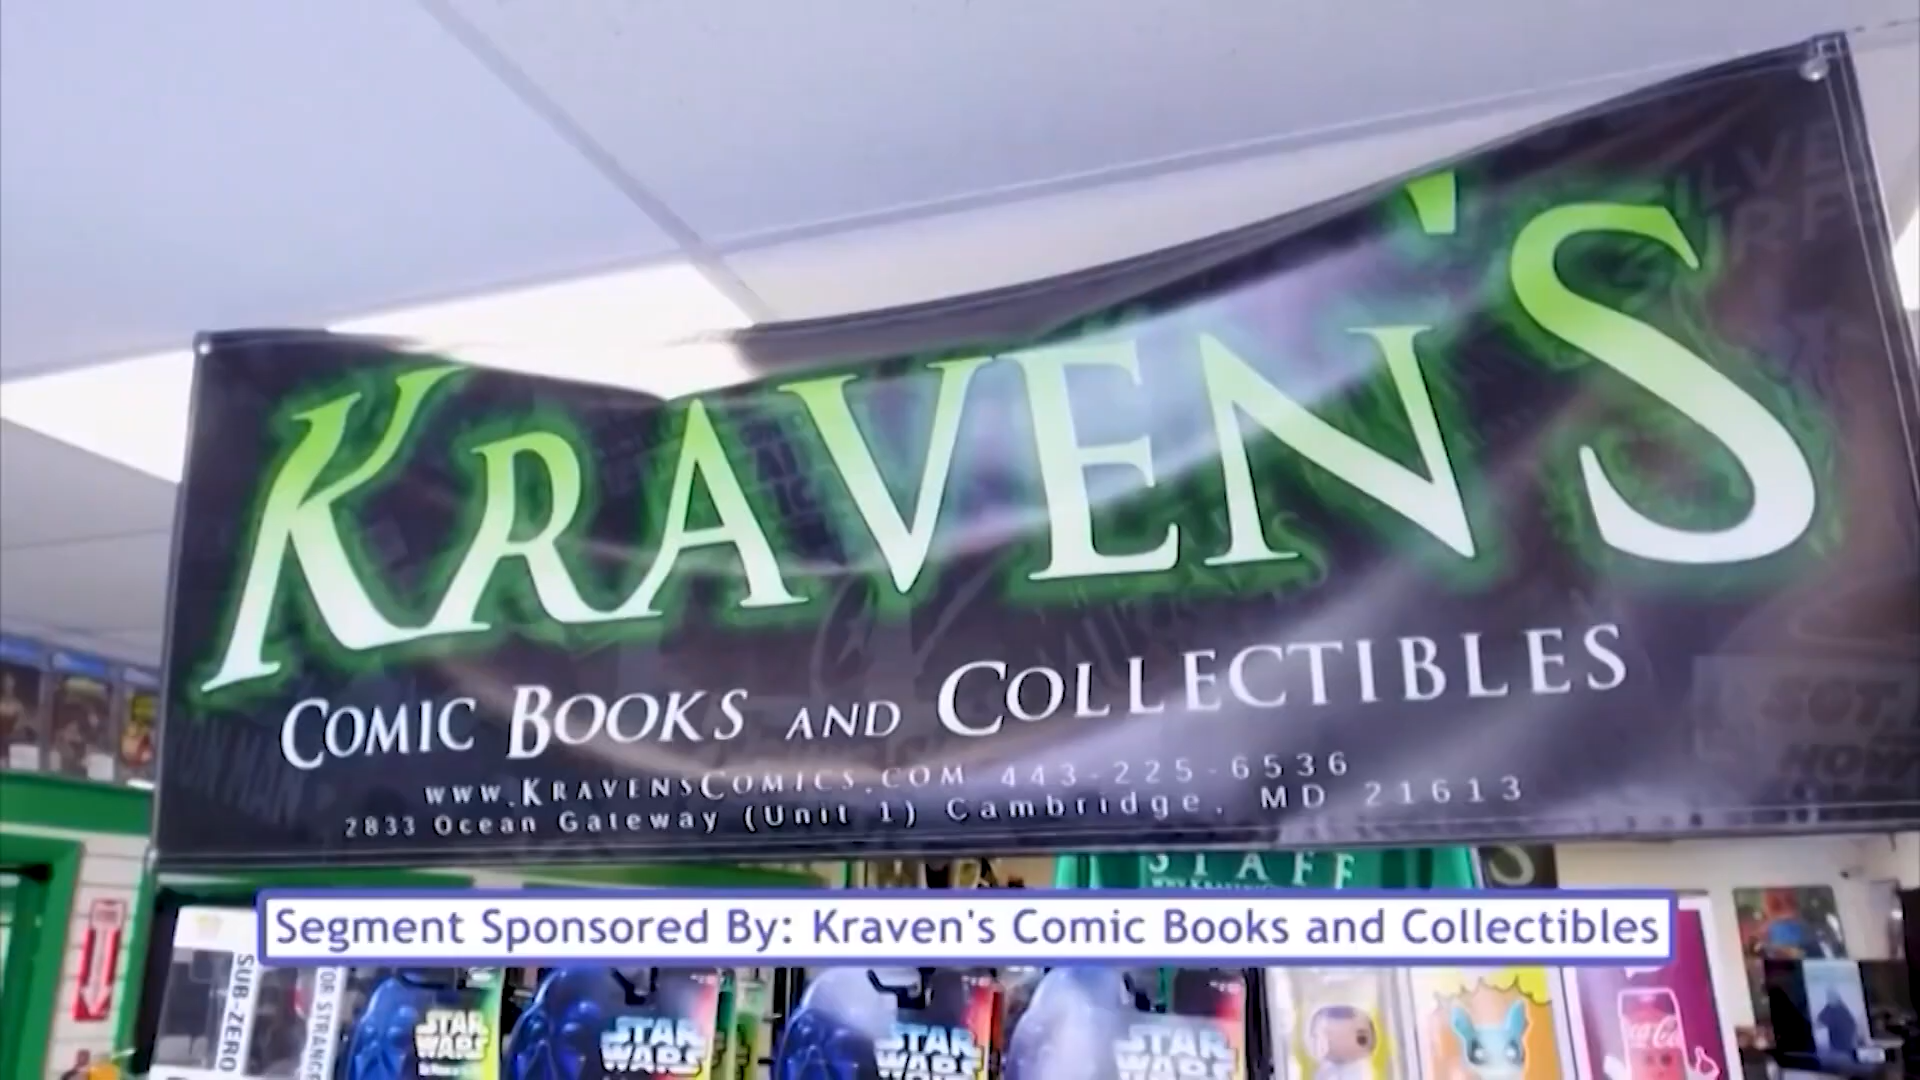 KRAVEN'S
COMIC BOOKS AND COLLECTIBLES
www.KRAVENSCOMICS.COM 443-225-6536
2833 Ocean Gateway (Unit 1) Cambridge, MD 21613
STAFF
Segment Sponsored By: Kraven's Comic Books and Collectibles
SUB-ZERO
STAR WARS
STAR WARS
STAR WARS
STAR WARS
Coca-Cola